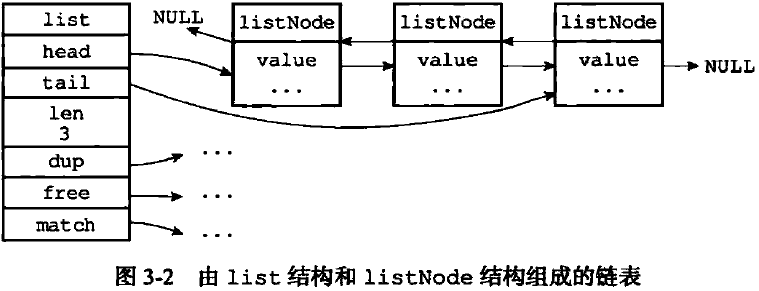 list
head
tail
len
3
dup
free
match
NULL
listNode
value
...
listNode
value
...
listNode
value
...
NULL
...
...
...
图 3-2 由 list 结构和 listNode 结构组成的链表